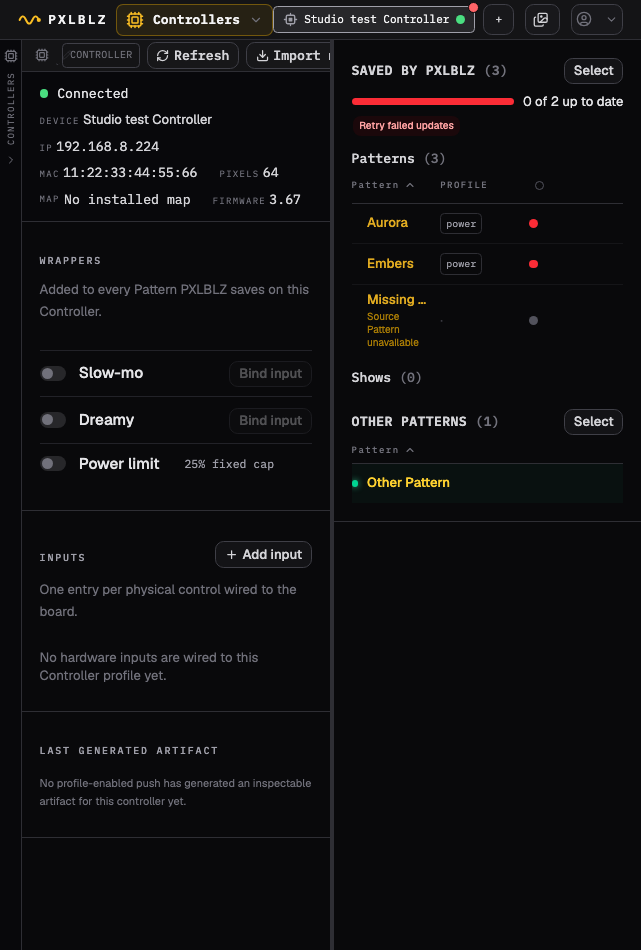 PXLBLZ
Controllers
Studio test Controller
+
CONTROLLERS
CONTROLLER
Refresh
Import
Connected
DEVICE Studio test Controller
IP 192.168.8.224
MAC 11:22:33:44:55:66 PIXELS 64
MAP No installed map FIRMWARE 3.67
WRAPPERS
Added to every Pattern PXLBLZ saves on this
Controller.
Slow-mo Bind input
Dreamy Bind input
Power limit 25% fixed cap
INPUTS
+ Add input
One entry per physical control wired to the
board.
No hardware inputs are wired to this
Controller profile yet.
LAST GENERATED ARTIFACT
No profile-enabled push has generated an inspectable
artifact for this controller yet.
SAVED BY PXLBLZ (3) Select
0 of 2 up to date
Retry failed updates
Patterns (3)
Pattern PROFILE
Aurora power
Embers power
Missing …
Source
Pattern
unavailable
Shows (0)
OTHER PATTERNS (1) Select
Pattern
Other Pattern